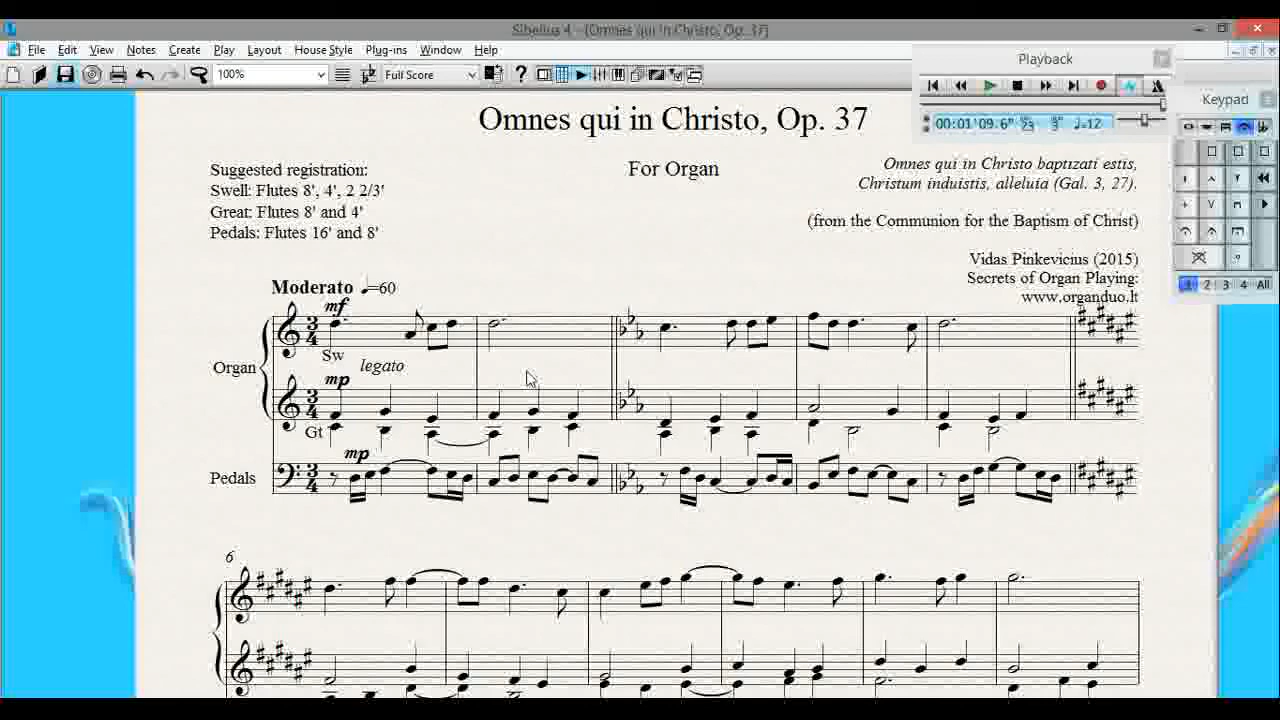 Sibelius 4 - [Omnes qui in Christo, Op. 37]
File Edit View Notes Create Play Layout House Style Plug-ins Window Help
100% Full Score
Playback
00:01'09.6"
Keypad
1 2 3 4 All
Omnes qui in Christo, Op. 37
For Organ
Suggested registration:
Swell: Flutes 8', 4', 2 2/3'
Great: Flutes 8' and 4'
Pedals: Flutes 16' and 8'
Omnes qui in Christo baptizati estis,
Christum induistis, alleluia (Gal. 3, 27).
(from the Communion for the Baptism of Christ)
Vidas Pinkevicius (2015)
Secrets of Organ Playing:
www.organduo.lt
Moderato ♩=60
mf
Sw
legato
Organ
mp
Gt
mp
Pedals
6